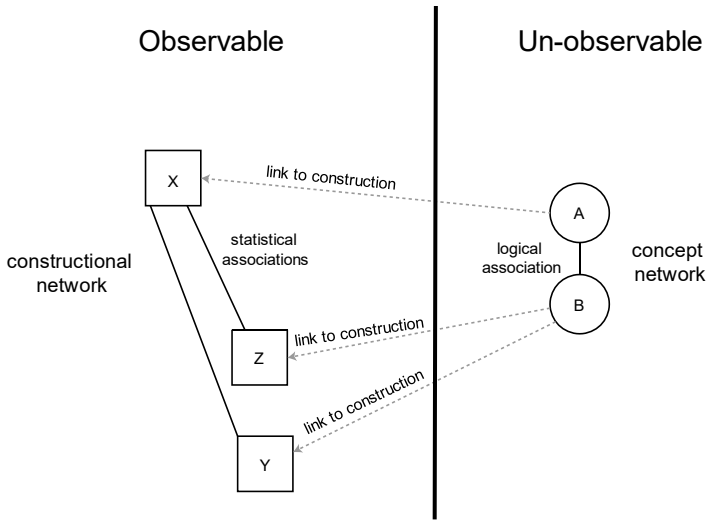 Observable
Un-observable
X
link to construction
A
statistical
associations
logical
association
concept
network
constructional
network
B
link to construction
Z
link to construction
Y